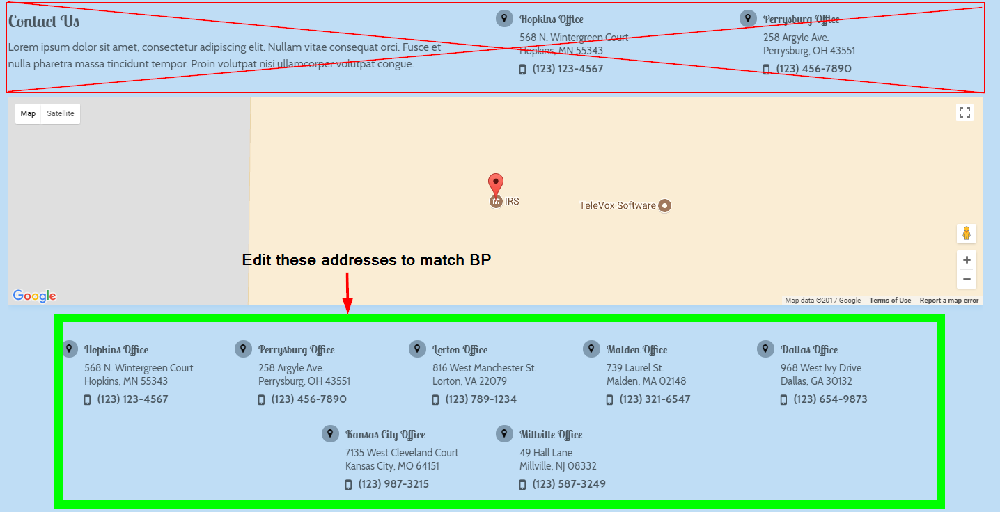 Contact Us
Lorem ipsum dolor sit amet, consectetur adipiscing elit. Nullam vitae consequat orci. Fusce et
nulla pharetra massa tincidunt tempor. Proin volutpat nisi ullamcorper volutpat congue.
Hopkins Office
568 N. Wintergreen Court
Hopkins, MN 55343
(123) 123-4567
Perrysburg Office
258 Argyle Ave.
Perrysburg, OH 43551
(123) 456-7890
Map Satellite
IRS
TeleVox Software
Edit these addresses to match BP
Google
Map data ©2017 Google Terms of Use Report a map error
Hopkins Office
568 N. Wintergreen Court
Hopkins, MN 55343
(123) 123-4567
Perrysburg Office
258 Argyle Ave.
Perrysburg, OH 43551
(123) 456-7890
Lorton Office
816 West Manchester St.
Lorton, VA 22079
(123) 789-1234
Malden Office
739 Laurel St.
Malden, MA 02148
(123) 321-6547
Dallas Office
968 West Ivy Drive
Dallas, GA 30132
(123) 654-9873
Kansas City Office
7135 West Cleveland Court
Kansas City, MO 64151
(123) 987-3215
Millville Office
49 Hall Lane
Millville, NJ 08332
(123) 587-3249